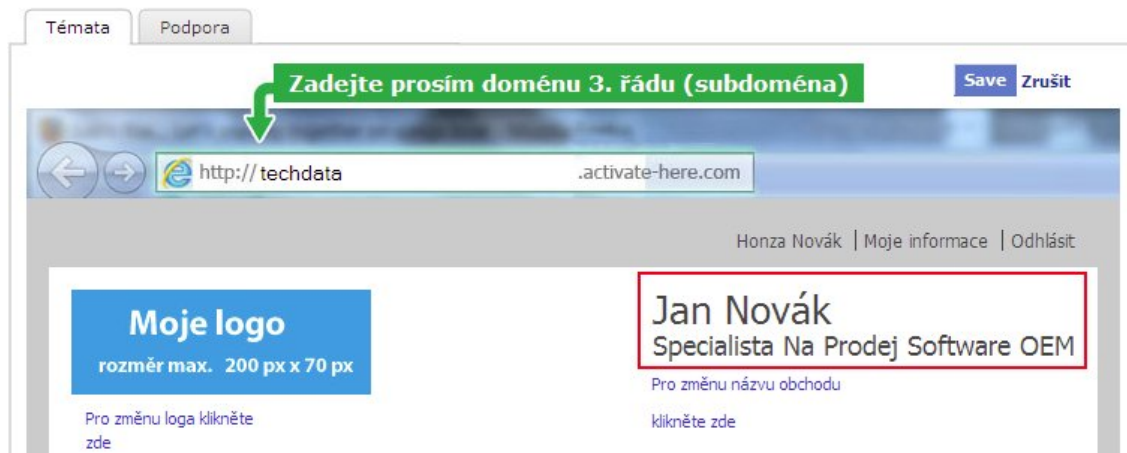 Témata
Podpora
Zadejte prosím doménu 3. řádu (subdoména)
Save Zrušit
http:// techdata .activate-here.com
Honza Novák | Moje informace | Odhlásit
Moje logo
rozměr max. 200 px x 70 px
Pro změnu loga klikněte
zde
Jan Novák
Specialista Na Prodej Software OEM
Pro změnu názvu obchodu
klikněte zde